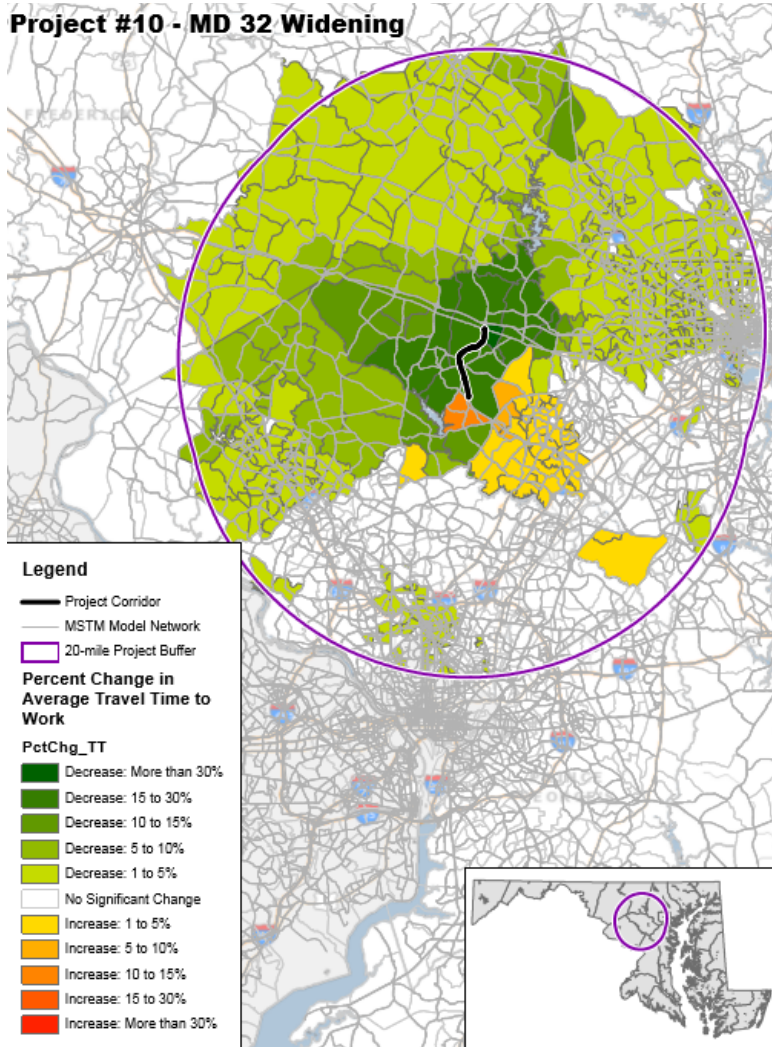 Project #10 - MD 32 Widening
FREDERICK
Legend
Project Corridor
MSTM Model Network
20-mile Project Buffer
Percent Change in
Average Travel Time to
Work
PctChg_TT
Decrease: More than 30%
Decrease: 15 to 30%
Decrease: 10 to 15%
Decrease: 5 to 10%
Decrease: 1 to 5%
No Significant Change
Increase: 1 to 5%
Increase: 5 to 10%
Increase: 10 to 15%
Increase: 15 to 30%
Increase: More than 30%